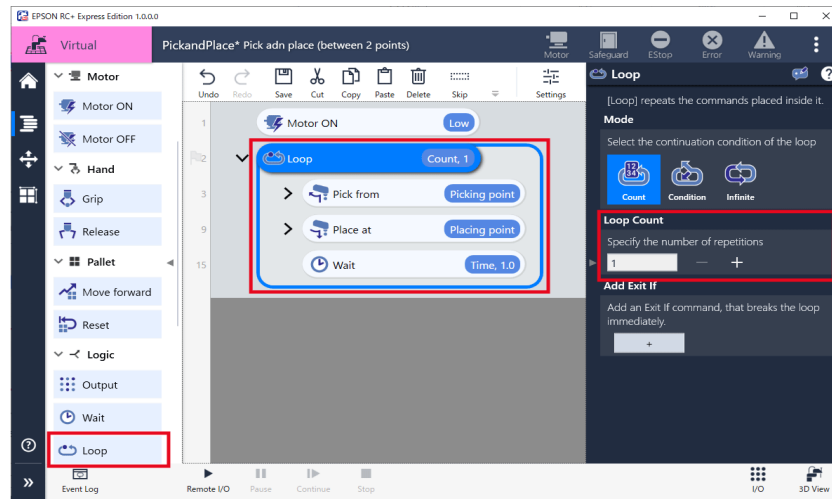 EPSON RC+ Express Edition 1.0.0.0
Virtual
PickandPlace* Pick adn place (between 2 points)
Motor
Safeguard
EStop
Error
Warning
Motor
Motor ON
Motor OFF
Hand
Grip
Release
Pallet
Move forward
Reset
Logic
Output
Wait
Loop
Undo
Redo
Save
Cut
Copy
Paste
Delete
Skip
Settings
1
Motor ON
Low
2
Loop
Count, 1
3
Pick from
Picking point
9
Place at
Placing point
15
Wait
Time, 1.0
Loop
?
[Loop] repeats the commands placed inside it.
Mode
Select the continuation condition of the loop
12
34
Count
Condition
Infinite
Loop Count
Specify the number of repetitions
1
Add Exit If
Add an Exit If command, that breaks the loop
immediately.
+
?
»
Event Log
Remote I/O
Pause
Continue
Stop
I/O
3D View